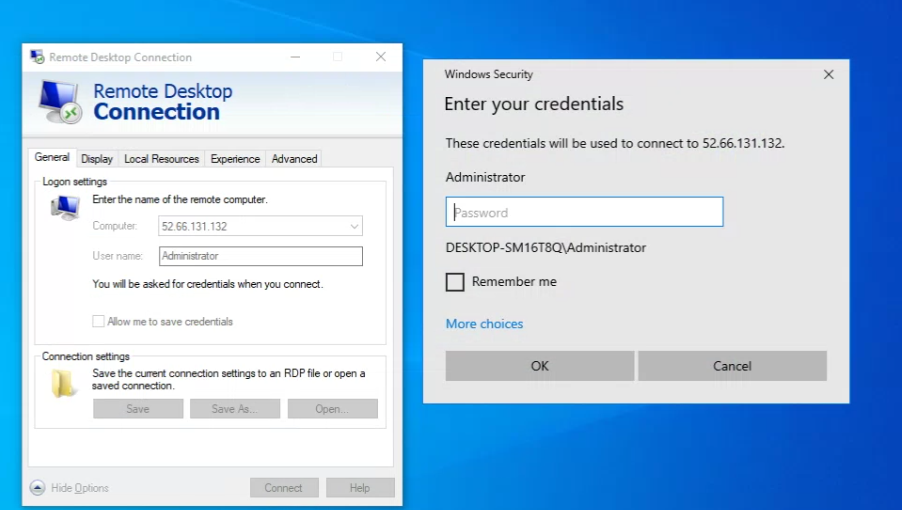 Remote Desktop Connection
Remote Desktop
Connection
General Display Local Resources Experience Advanced
Logon settings
Enter the name of the remote computer.
Computer: 52.66.131.132
User name: Administrator
You will be asked for credentials when you connect.
Allow me to save credentials
Connection settings
Save the current connection settings to an RDP file or open a
saved connection.
Save Save As... Open...
Hide Options Connect Help
Windows Security
Enter your credentials
These credentials will be used to connect to 52.66.131.132.
Administrator
Password
DESKTOP-SM16T8Q\Administrator
Remember me
More choices
OK Cancel